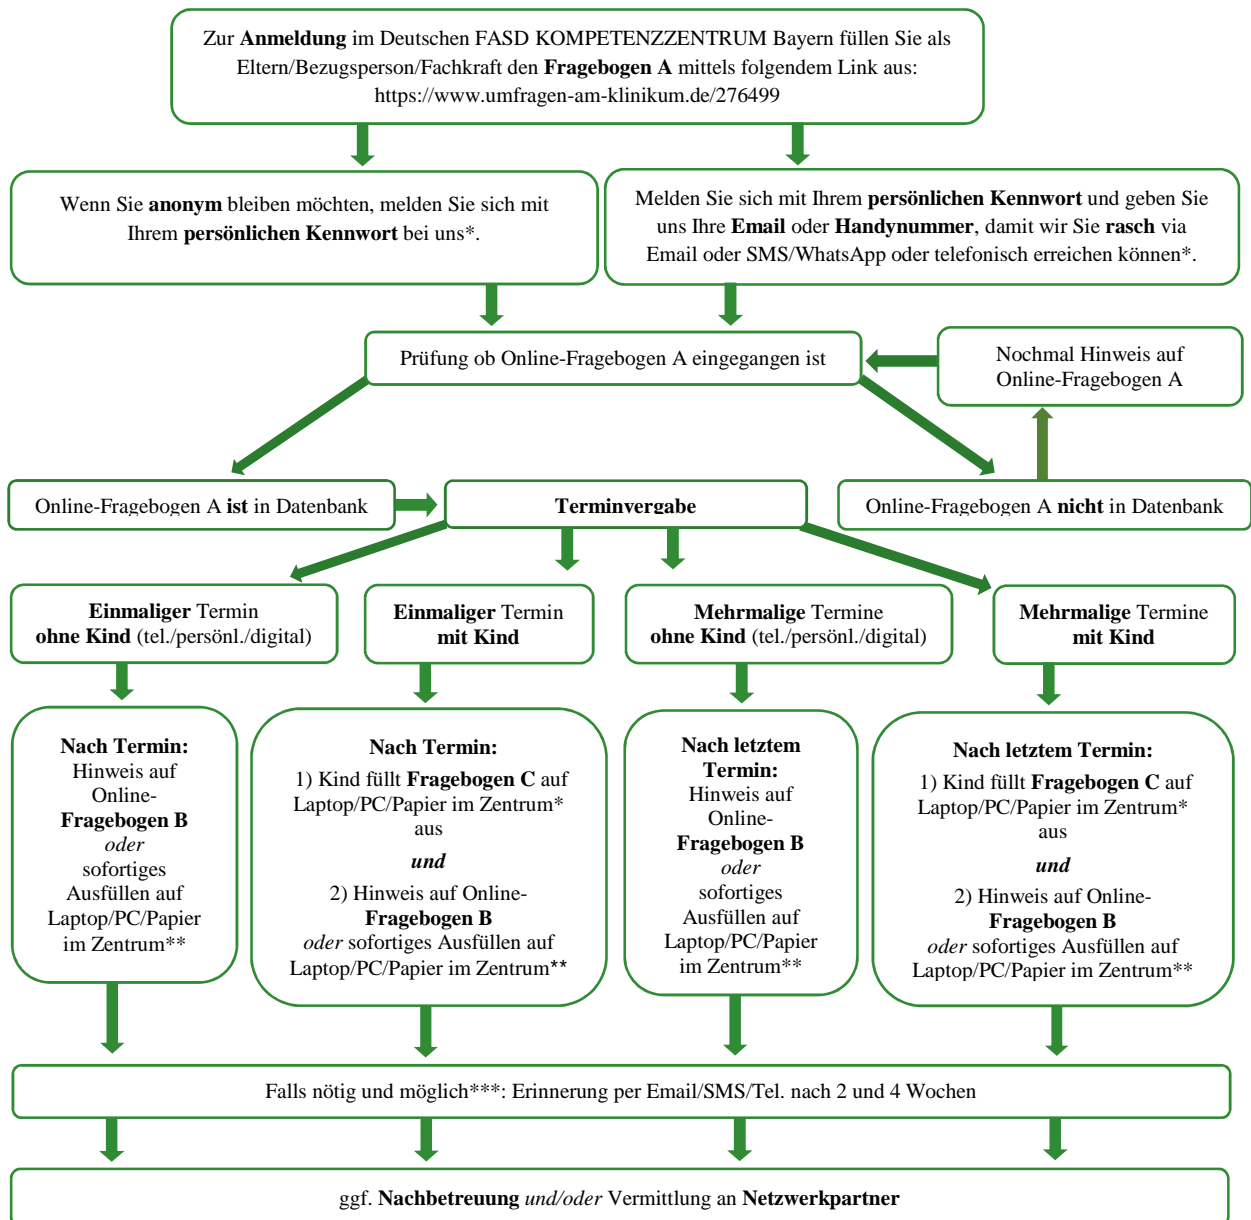 Zur Anmeldung im Deutschen FASD KOMPETENZZENTRUM Bayern füllen Sie als
Eltern/Bezugsperson/Fachkraft den Fragebogen A mittels folgendem Link aus:
https://www.umfragen-am-klinikum.de/276499
Wenn Sie anonym bleiben möchten, melden Sie sich mit
Ihrem persönlichen Kennwort bei uns*.
Melden Sie sich mit Ihrem persönlichen Kennwort und geben Sie
uns Ihre Email oder Handynummer, damit wir Sie rasch via
Email oder SMS/WhatsApp oder telefonisch erreichen können*.
Prüfung ob Online-Fragebogen A eingegangen ist
Nochmal Hinweis auf
Online-Fragebogen A
Online-Fragebogen A ist in Datenbank
Terminvergabe
Online-Fragebogen A nicht in Datenbank
Einmaliger Termin
ohne Kind (tel./persönl./digital)
Einmaliger Termin
mit Kind
Mehrmalige Termine
ohne Kind (tel./persönl./digital)
Mehrmalige Termine
mit Kind
Nach Termin:
Hinweis auf
Online-
Fragebogen B
oder
sofortiges
Ausfüllen auf
Laptop/PC/Papier
im Zentrum**
Nach Termin:
1) Kind füllt Fragebogen C auf
Laptop/PC/Papier im Zentrum*
aus
und
2) Hinweis auf Online-
Fragebogen B
oder sofortiges Ausfüllen auf
Laptop/PC/Papier im Zentrum**
Nach letztem
Termin:
Hinweis auf
Online-
Fragebogen B
oder
sofortiges
Ausfüllen auf
Laptop/PC/Papier
im Zentrum**
Nach letztem Termin:
1) Kind füllt Fragebogen C auf
Laptop/PC/Papier im Zentrum*
aus
und
2) Hinweis auf Online-
Fragebogen B
oder sofortiges Ausfüllen auf
Laptop/PC/Papier im Zentrum**
Falls nötig und möglich***: Erinnerung per Email/SMS/Tel. nach 2 und 4 Wochen
ggf. Nachbetreuung und/oder Vermittlung an Netzwerkpartner